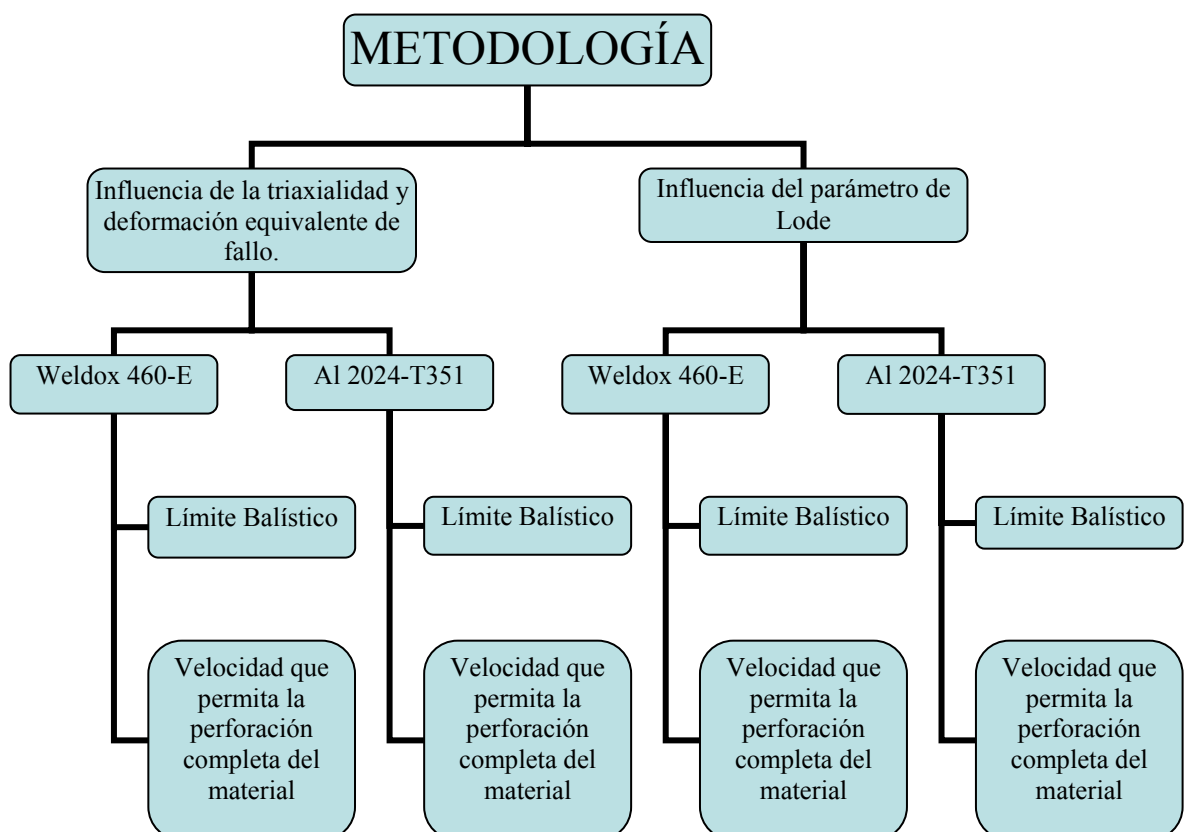 METODOLOGÍA
Influencia de la triaxialidad y
deformación equivalente de
fallo.
Influencia del parámetro de
Lode
Weldox 460-E
Al 2024-T351
Weldox 460-E
Al 2024-T351
Límite Balístico
Límite Balístico
Límite Balístico
Límite Balístico
Velocidad que
permita la
perforación
completa del
material
Velocidad que
permita la
perforación
completa del
material
Velocidad que
permita la
perforación
completa del
material
Velocidad que
permita la
perforación
completa del
material